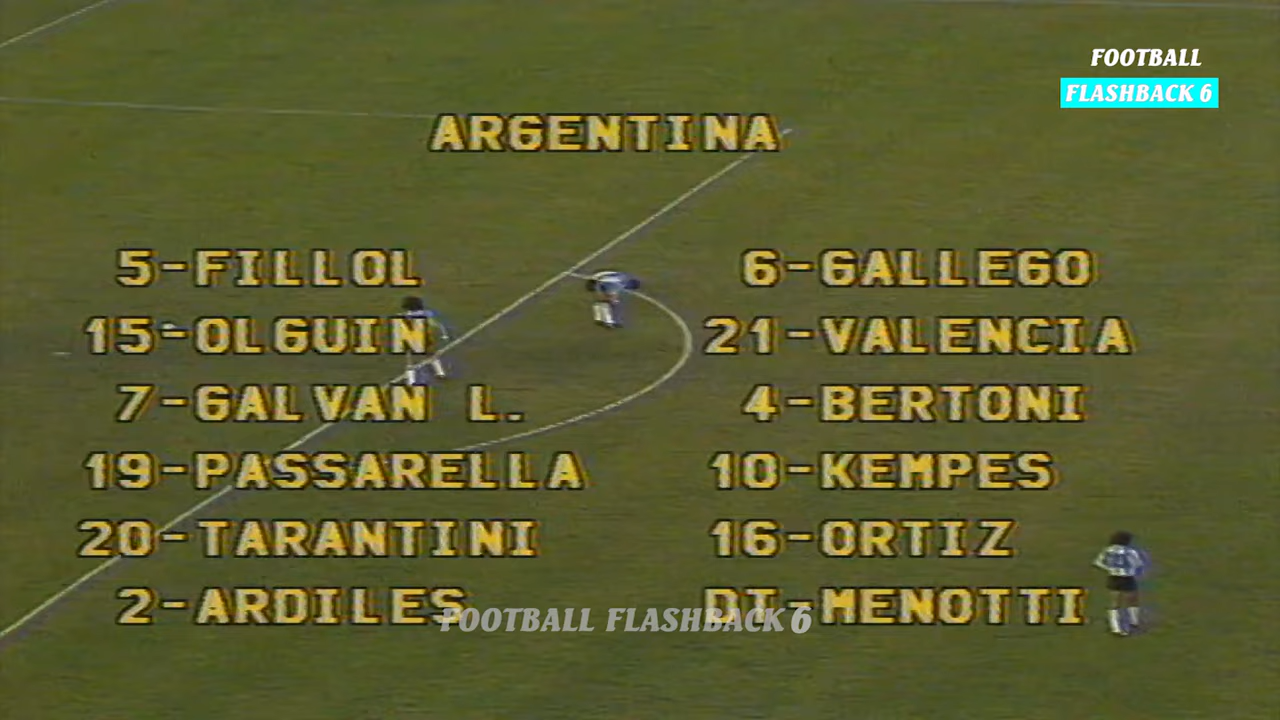 FOOTBALL
FLASHBACK 6
ARGENTINA
5-FILLOL
15-OLGUIN
7-GALVAN L.
19-PASSARELLA
20-TARANTINI
2-ARDILES
6-GALLEGO
21-VALENCIA
4-BERTONI
10-KEMPES
16-ORTIZ
DT-MENOTTI
FOOTBALL FLASHBACK 6